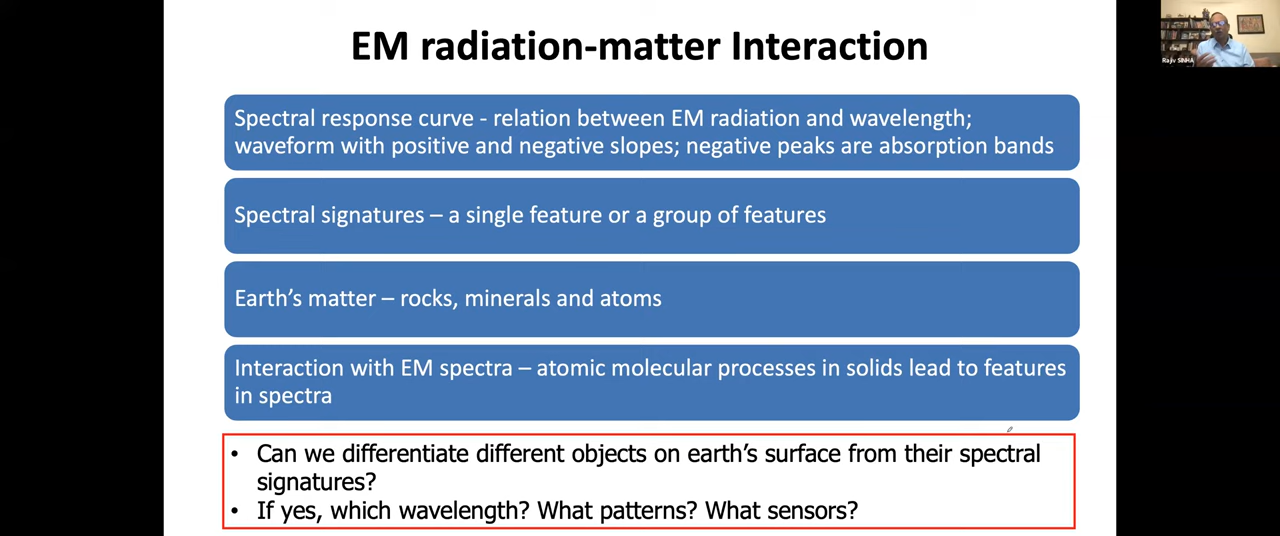 EM radiation-matter Interaction
Rajiv SINHA
Spectral response curve - relation between EM radiation and wavelength;
waveform with positive and negative slopes; negative peaks are absorption bands
Spectral signatures – a single feature or a group of features
Earth's matter – rocks, minerals and atoms
Interaction with EM spectra – atomic molecular processes in solids lead to features
in spectra
• Can we differentiate different objects on earth's surface from their spectral
signatures?
• If yes, which wavelength? What patterns? What sensors?